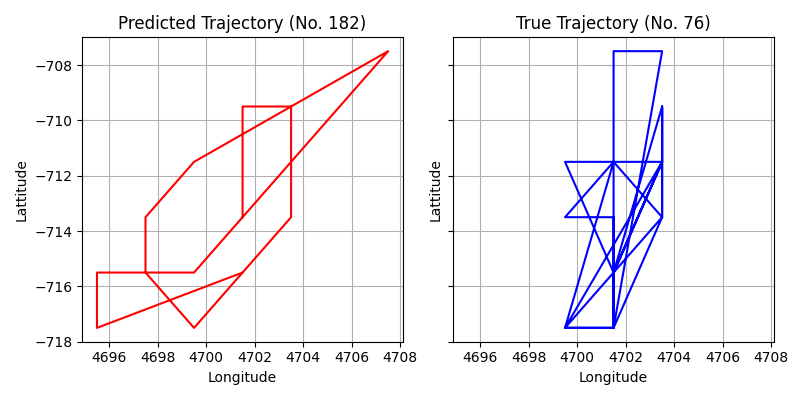 Predicted Trajectory (No. 182)
True Trajectory (No. 76)
−708
−710
−712
−714
−716
−718
Lattitude
Lattitude
4696 4698 4700 4702 4704 4706 4708
4696 4698 4700 4702 4704 4706 4708
Longitude
Longitude